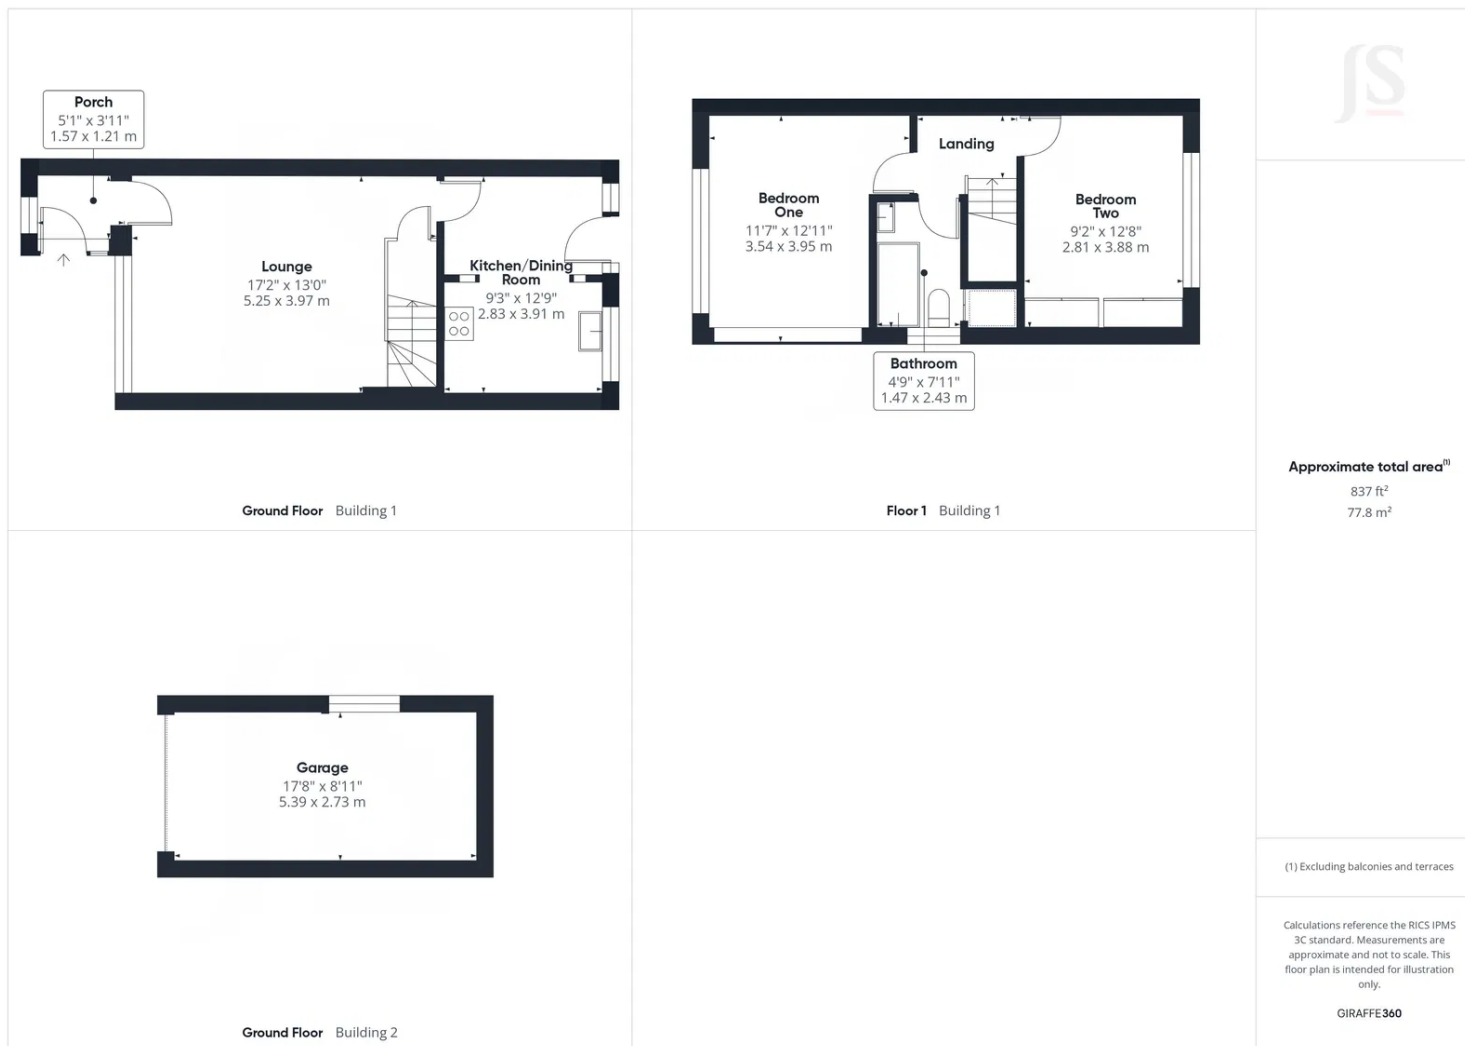 Porch
5'1" x 3'11"
1.57 x 1.21 m
Lounge
17'2" x 13'0"
5.25 x 3.97 m
Kitchen/Dining
Room
9'3" x 12'9"
2.83 x 3.91 m
Ground Floor Building 1
Landing
Bedroom
One
11'7" x 12'11"
3.54 x 3.95 m
Bedroom
Two
9'2" x 12'8"
2.81 x 3.88 m
Bathroom
4'9" x 7'11"
1.47 x 2.43 m
Floor 1 Building 1
Garage
17'8" x 8'11"
5.39 x 2.73 m
Ground Floor Building 2
JS
Approximate total area(1)
837 ft²
77.8 m²
(1) Excluding balconies and terraces
Calculations reference the RICS IPMS
3C standard. Measurements are
approximate and not to scale. This
floor plan is intended for illustration
only.
GIRAFFE360